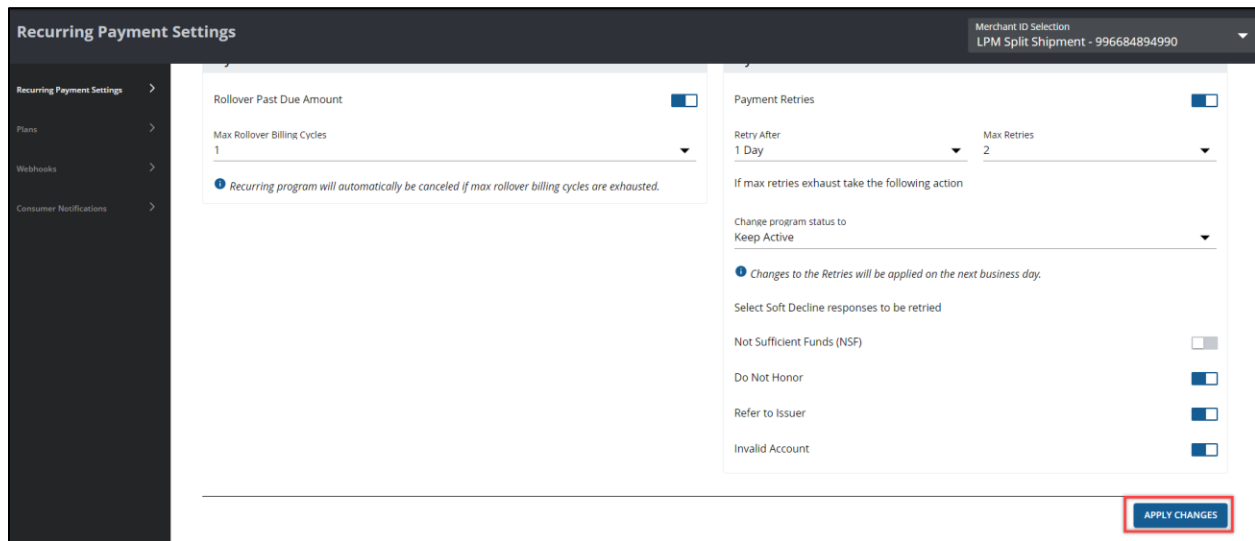 Recurring Payment Settings
Merchant ID Selection
LPM Split Shipment - 996684894990
Recurring Payment Settings
Plans
Webhooks
Consumer Notifications
Rollover Past Due Amount
Max Rollover Billing Cycles
1
Recurring program will automatically be canceled if max rollover billing cycles are exhausted.
Payment Retries
Retry After
1 Day
Max Retries
2
If max retries exhaust take the following action
Change program status to
Keep Active
Changes to the Retries will be applied on the next business day.
Select Soft Decline responses to be retried
Not Sufficient Funds (NSF)
Do Not Honor
Refer to Issuer
Invalid Account
APPLY CHANGES